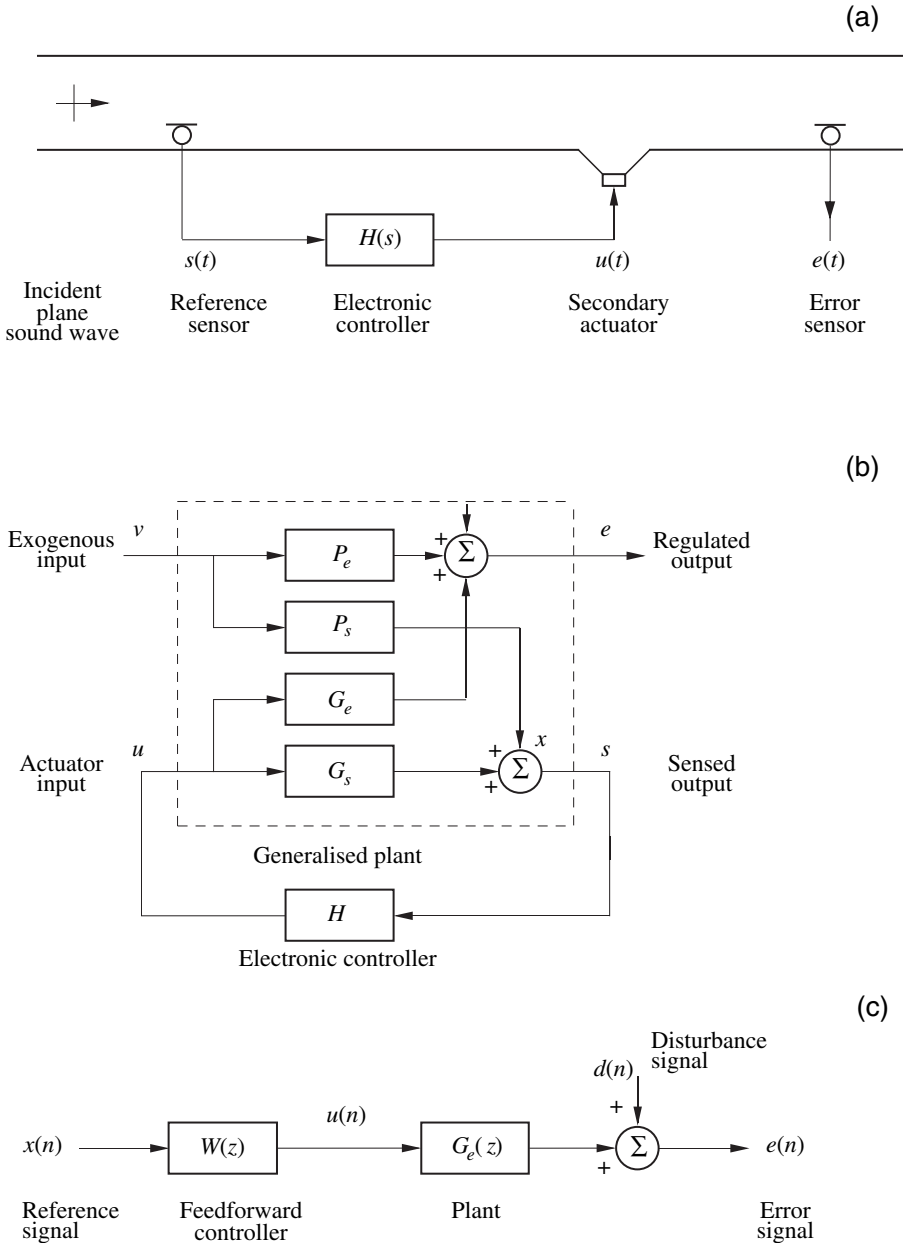 (a)
H(s)
s(t)
u(t)
e(t)
Incident
plane
sound wave
Reference
sensor
Electronic
controller
Secondary
actuator
Error
sensor
(b)
v
Exogenous
input
P_e
+
+
Σ
e
Regulated
output
P_s
G_e
u
Actuator
input
G_s
+
+
x
Σ
s
Sensed
output
Generalised plant
H
Electronic controller
(c)
Disturbance
signal
d(n)
+
x(n)
W(z)
u(n)
G_e(z)
+
Σ
e(n)
Reference
signal
Feedforward
controller
Plant
Error
signal